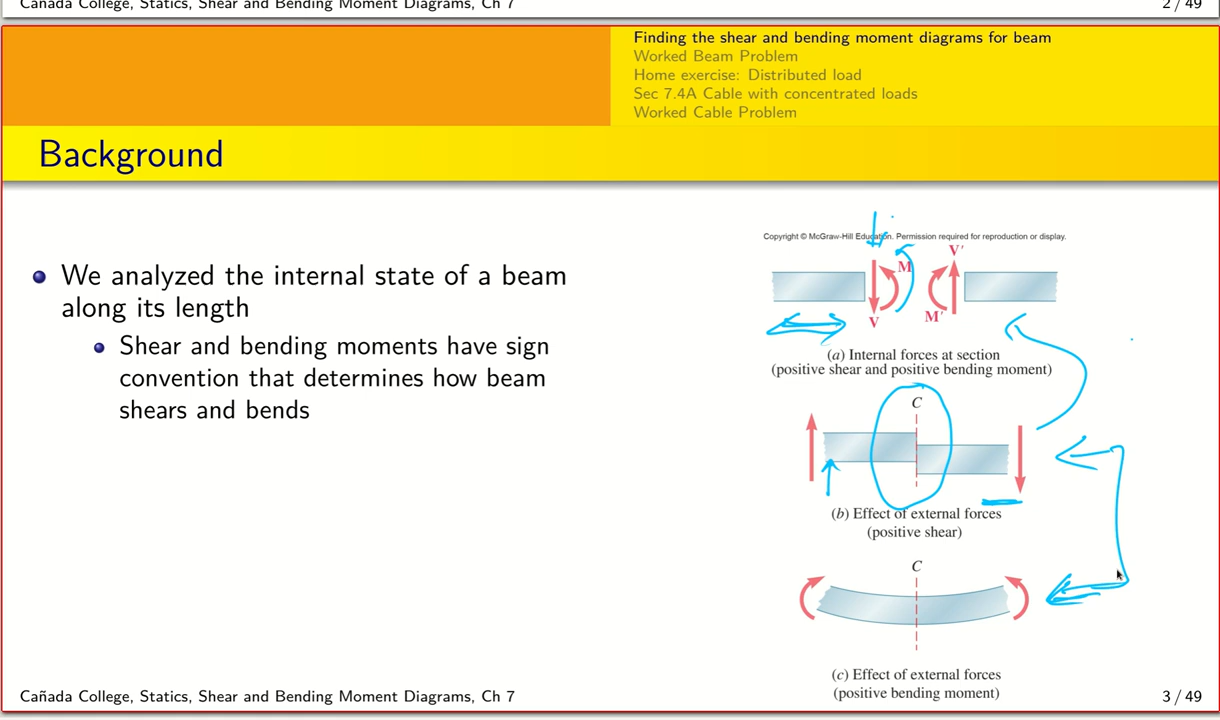 Cañada College, Statics, Shear and Bending Moment Diagrams, Ch 7
2 / 49
Finding the shear and bending moment diagrams for beam
Worked Beam Problem
Home exercise: Distributed load
Sec 7.4A Cable with concentrated loads
Worked Cable Problem
Background
We analyzed the internal state of a beam
along its length
Shear and bending moments have sign
convention that determines how beam
shears and bends
Copyright © McGraw-Hill Education. Permission required for reproduction or display.
M
V′
V
M′
(a) Internal forces at section
(positive shear and positive bending moment)
C
(b) Effect of external forces
(positive shear)
C
(c) Effect of external forces
(positive bending moment)
Cañada College, Statics, Shear and Bending Moment Diagrams, Ch 7
3 / 49